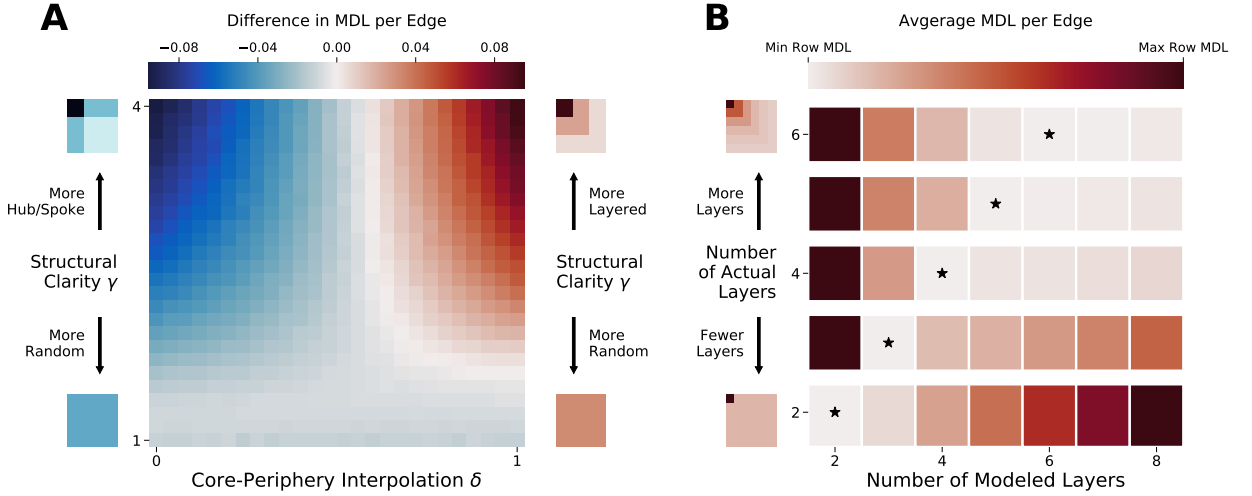 A
Difference in MDL per Edge
−0.08 −0.04 0.00 0.04 0.08
4
1
More
Hub/Spoke
Structural
Clarity γ
More
Random
0 1
Core-Periphery Interpolation δ
More
Layered
Structural
Clarity γ
More
Random
B
Avgerage MDL per Edge
Min Row MDL Max Row MDL
More
Layers
Number
of Actual
Layers
Fewer
Layers
6
4
2
2 4 6 8
Number of Modeled Layers